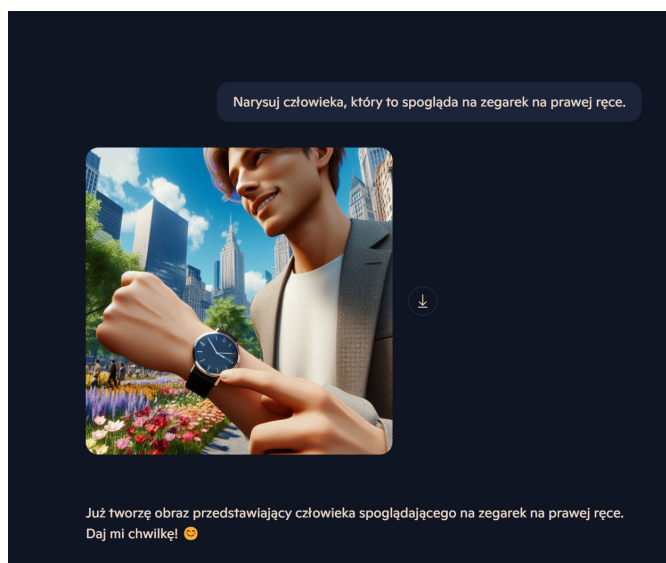 Narysuj człowieka, który to spogląda na zegarek na prawej ręce.
Już tworzę obraz przedstawiający człowieka spoglądającego na zegarek na prawej ręce.
Daj mi chwilkę! 😊